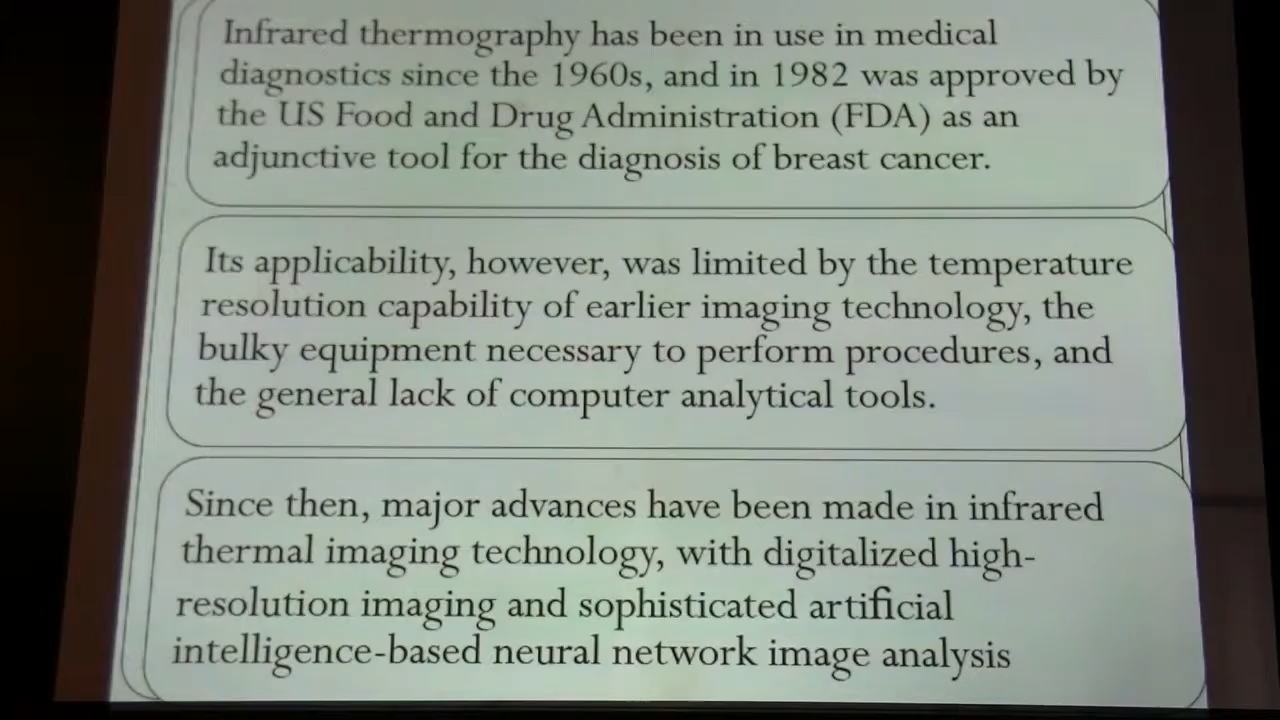 Infrared thermography has been in use in medical
diagnostics since the 1960s, and in 1982 was approved by
the US Food and Drug Administration (FDA) as an
adjunctive tool for the diagnosis of breast cancer.
Its applicability, however, was limited by the temperature
resolution capability of earlier imaging technology, the
bulky equipment necessary to perform procedures, and
the general lack of computer analytical tools.
Since then, major advances have been made in infrared
thermal imaging technology, with digitalized high-
resolution imaging and sophisticated artificial
intelligence-based neural network image analysis